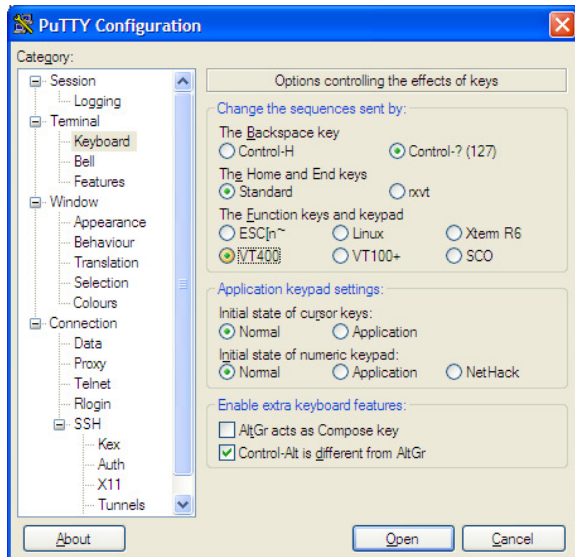 PuTTY Configuration
Category:
Session
Logging
Terminal
Keyboard
Bell
Features
Window
Appearance
Behaviour
Translation
Selection
Colours
Connection
Data
Proxy
Telnet
Rlogin
SSH
Kex
Auth
X11
Tunnels
Options controlling the effects of keys
Change the sequences sent by:
The Backspace key
Control-H Control-? (127)
The Home and End keys
Standard rxvt
The Function keys and keypad
ESC[n~ Linux Xterm R6
VT400 VT100+ SCO
Application keypad settings:
Initial state of cursor keys:
Normal Application
Initial state of numeric keypad:
Normal Application NetHack
Enable extra keyboard features:
AltGr acts as Compose key
Control-Alt is different from AltGr
About Open Cancel